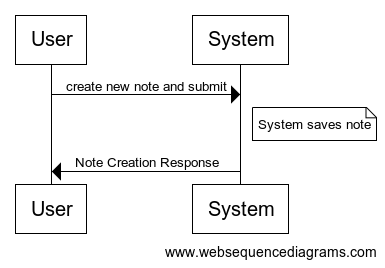 User
System
create new note and submit
System saves note
Note Creation Response
User
System
www.websequencediagrams.com